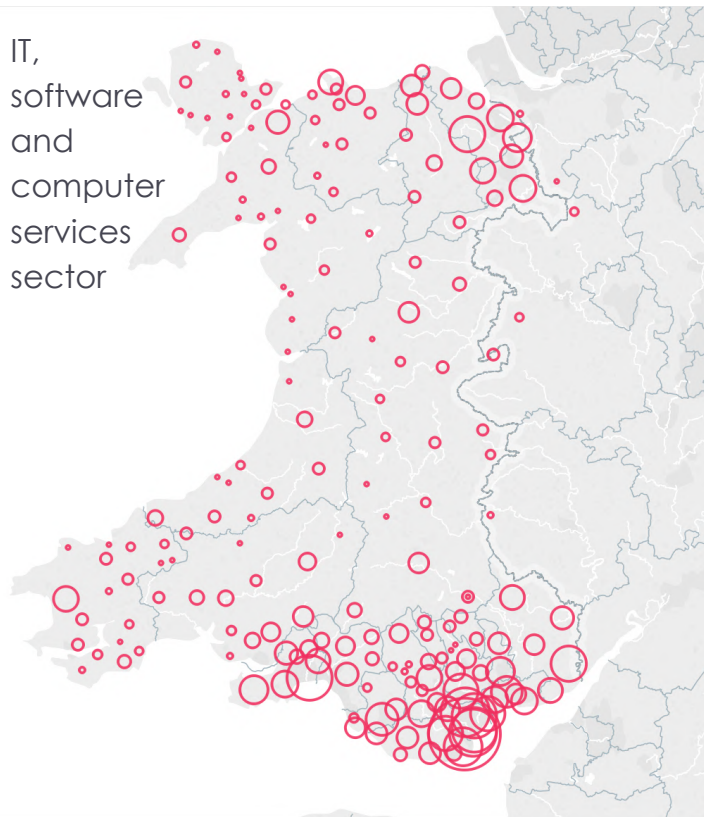 IT,
software
and
computer
services
sector